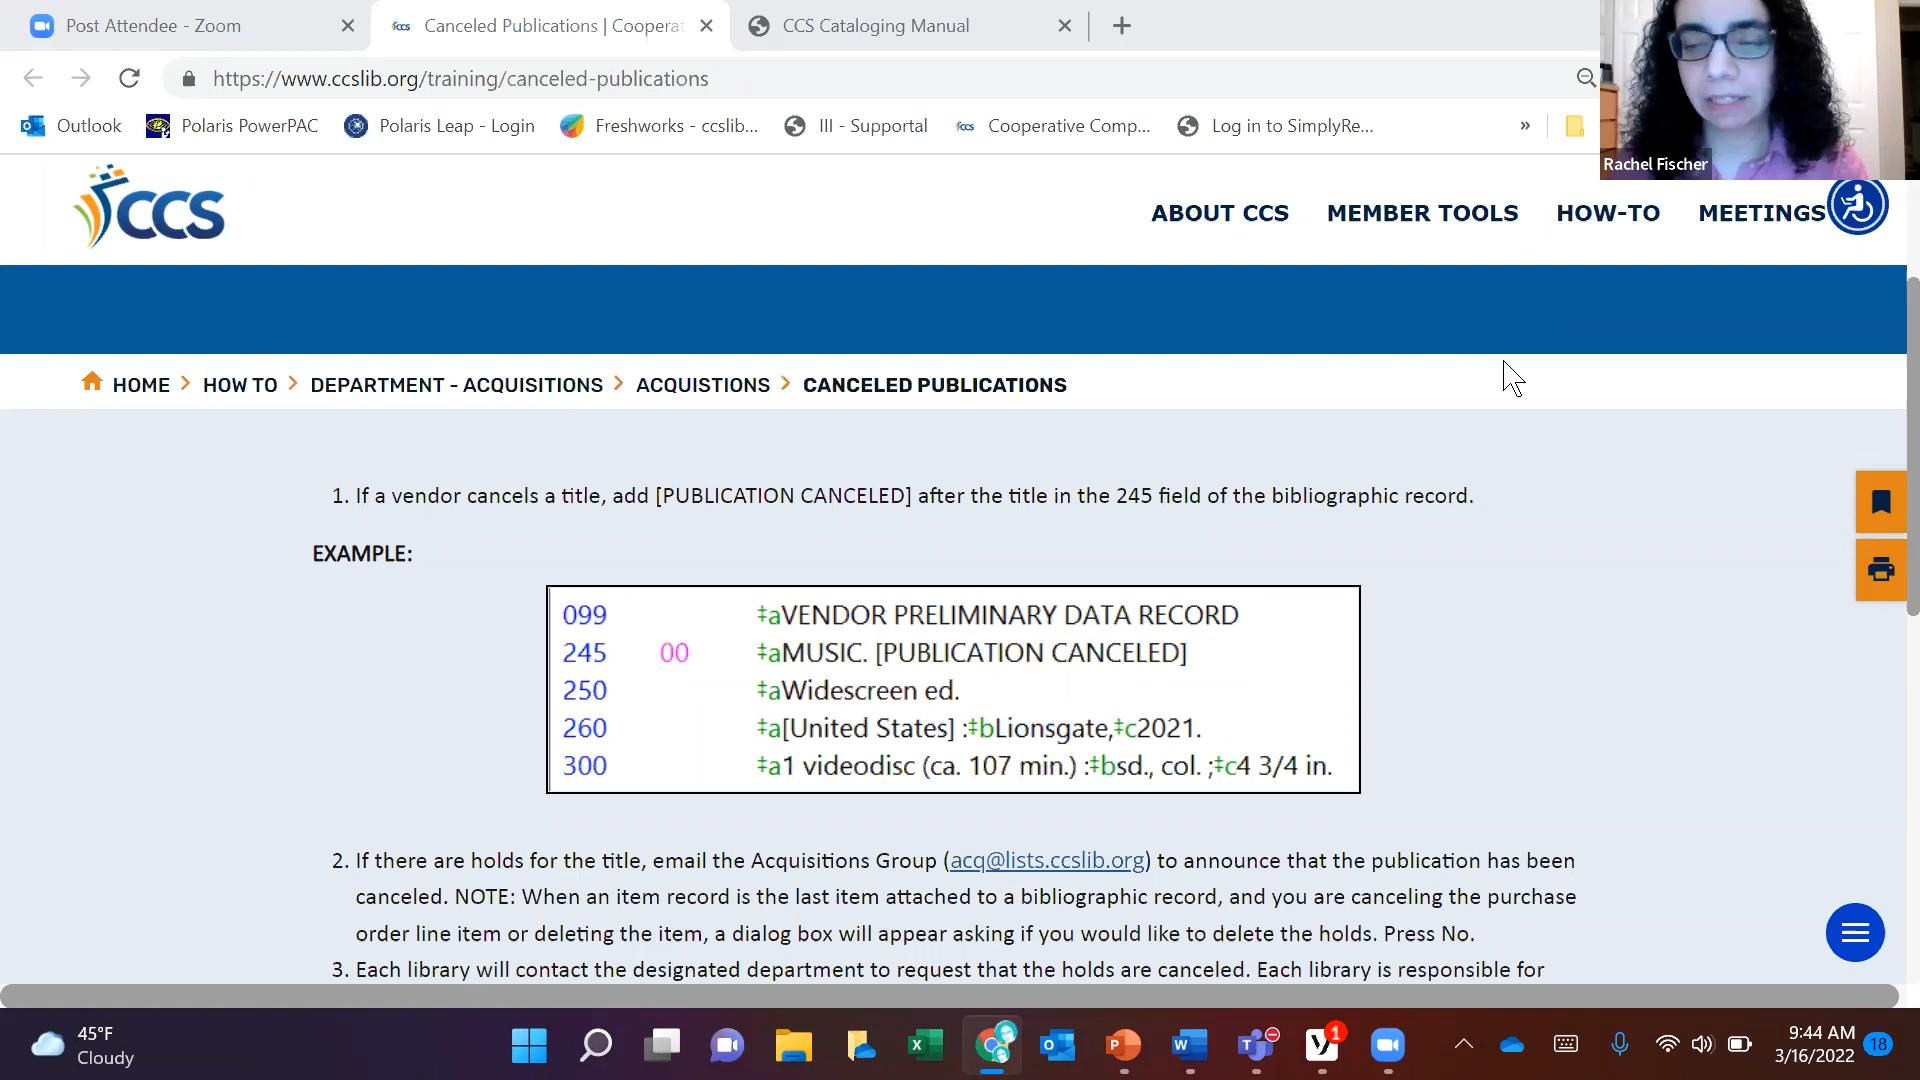 Post Attendee - Zoom
Canceled Publications | Cooperat
CCS Cataloging Manual
https://www.ccslib.org/training/canceled-publications
Outlook
Polaris PowerPAC
Polaris Leap - Login
Freshworks - ccslib...
III - Supportal
Cooperative Comp...
Log in to SimplyRe...
»
Rachel Fischer
CCS
ABOUT CCS
MEMBER TOOLS
HOW-TO
MEETINGS
HOME > HOW TO > DEPARTMENT - ACQUISITIONS > ACQUISTIONS > CANCELED PUBLICATIONS
1. If a vendor cancels a title, add [PUBLICATION CANCELED] after the title in the 245 field of the bibliographic record.
EXAMPLE:
099 ‡aVENDOR PRELIMINARY DATA RECORD
245 00 ‡aMUSIC. [PUBLICATION CANCELED]
250 ‡aWidescreen ed.
260 ‡a[United States] :‡bLionsgate,‡c2021.
300 ‡a1 videodisc (ca. 107 min.) :‡bsd., col. ;‡c4 3/4 in.
2. If there are holds for the title, email the Acquisitions Group (acq@lists.ccslib.org) to announce that the publication has been
canceled. NOTE: When an item record is the last item attached to a bibliographic record, and you are canceling the purchase
order line item or deleting the item, a dialog box will appear asking if you would like to delete the holds. Press No.
3. Each library will contact the designated department to request that the holds are canceled. Each library is responsible for
45°F
Cloudy
1
9:44 AM
3/16/2022
18